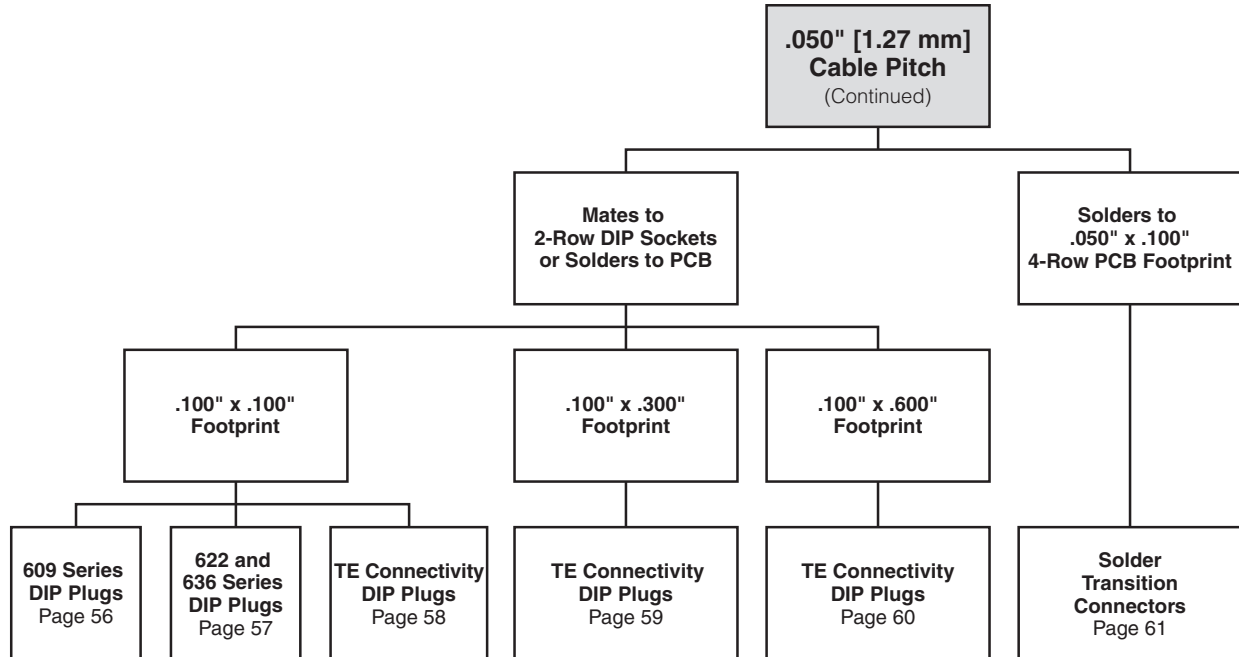 .050" [1.27 mm]
Cable Pitch
(Continued)
Mates to
2-Row DIP Sockets
or Solders to PCB
Solders to
.050" x .100"
4-Row PCB Footprint
.100" x .100"
Footprint
.100" x .300"
Footprint
.100" x .600"
Footprint
609 Series
DIP Plugs
Page 56
622 and
636 Series
DIP Plugs
Page 57
TE Connectivity
DIP Plugs
Page 58
TE Connectivity
DIP Plugs
Page 59
TE Connectivity
DIP Plugs
Page 60
Solder
Transition
Connectors
Page 61